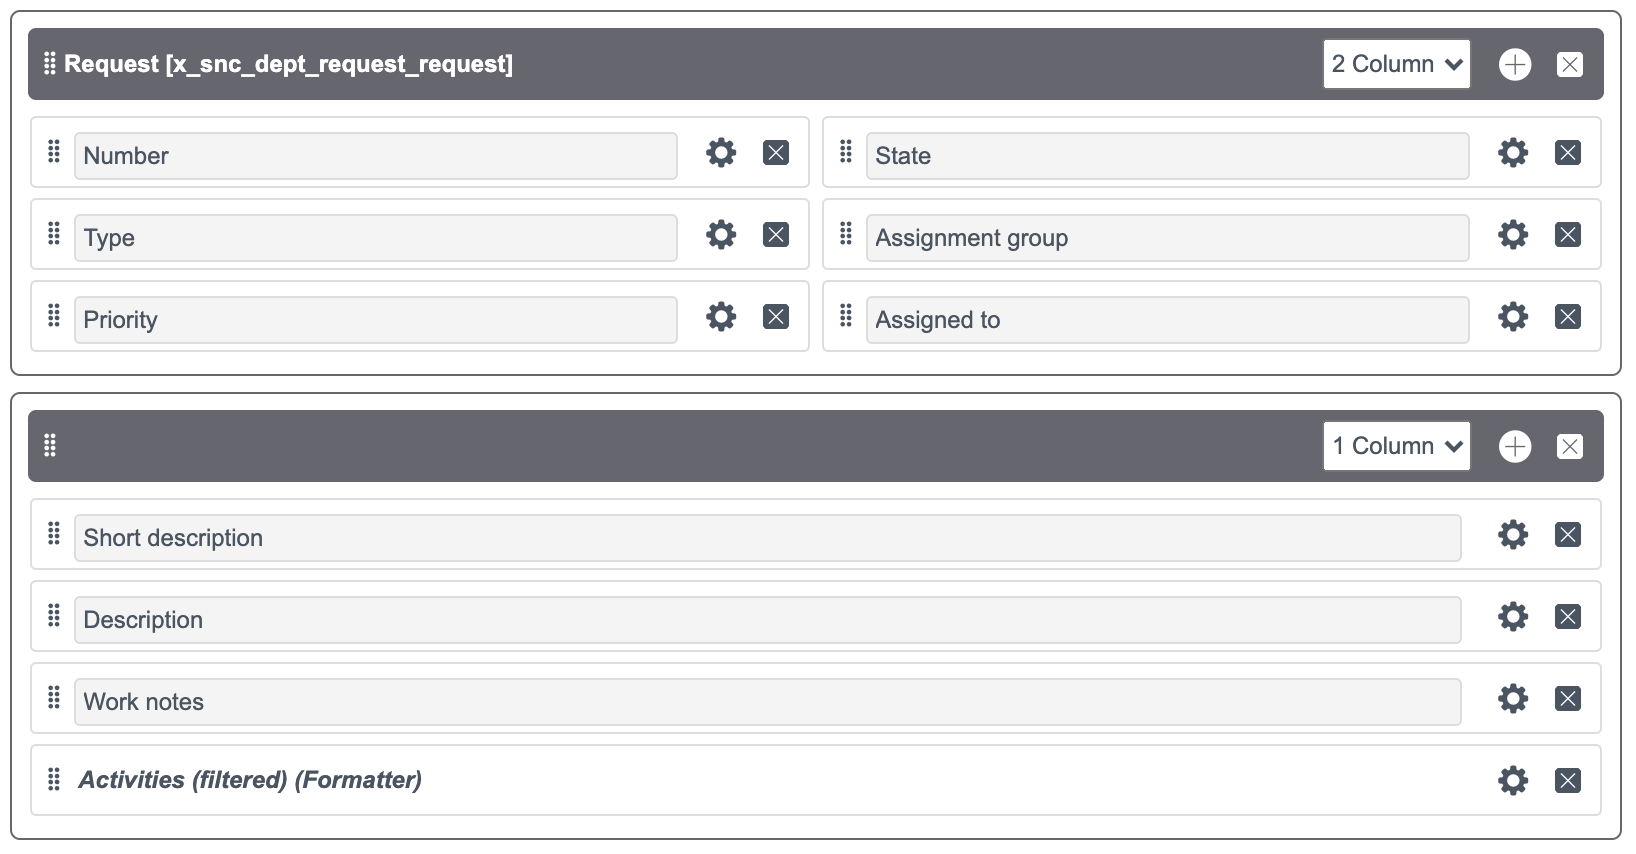 Request [x_snc_dept_request_request]
2 Column
Number
State
Type
Assignment group
Priority
Assigned to
1 Column
Short description
Description
Work notes
Activities (filtered) (Formatter)